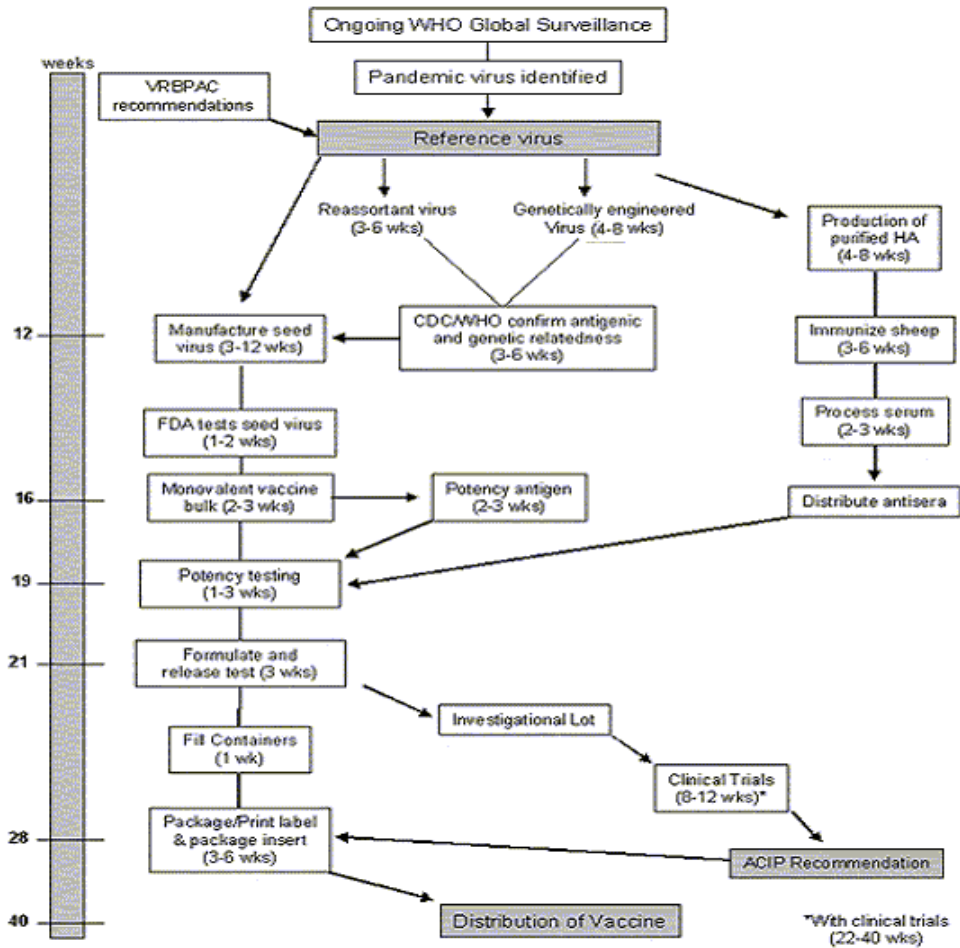 Ongoing WHO Global Surveillance
weeks
Pandemic virus identified
VRBPAC
recommendations
Reference virus
Reassortant virus
(3-6 wks)
Genetically engineered
Virus (4-8 wks)
Production of
purified HA
(4-8 wks)
12
Manufacture seed
virus (3-12 wks)
CDC/WHO confirm antigenic
and genetic relatedness
(3-6 wks)
Immunize sheep
(3-6 wks)
FDA tests seed virus
(1-2 wks)
Process serum
(2-3 wks)
16
Monovalent vaccine
bulk (2-3 wks)
Potency antigen
(2-3 wks)
Distribute antisera
19
Potency testing
(1-3 wks)
21
Formulate and
release test (3 wks)
Investigational Lot
Fill Containers
(1 wk)
Clinical Trials
(8-12 wks)*
28
Package/Print label
& package insert
(3-6 wks)
ACIP Recommendation
40
Distribution of Vaccine
*With clinical trials
(22-40 wks)